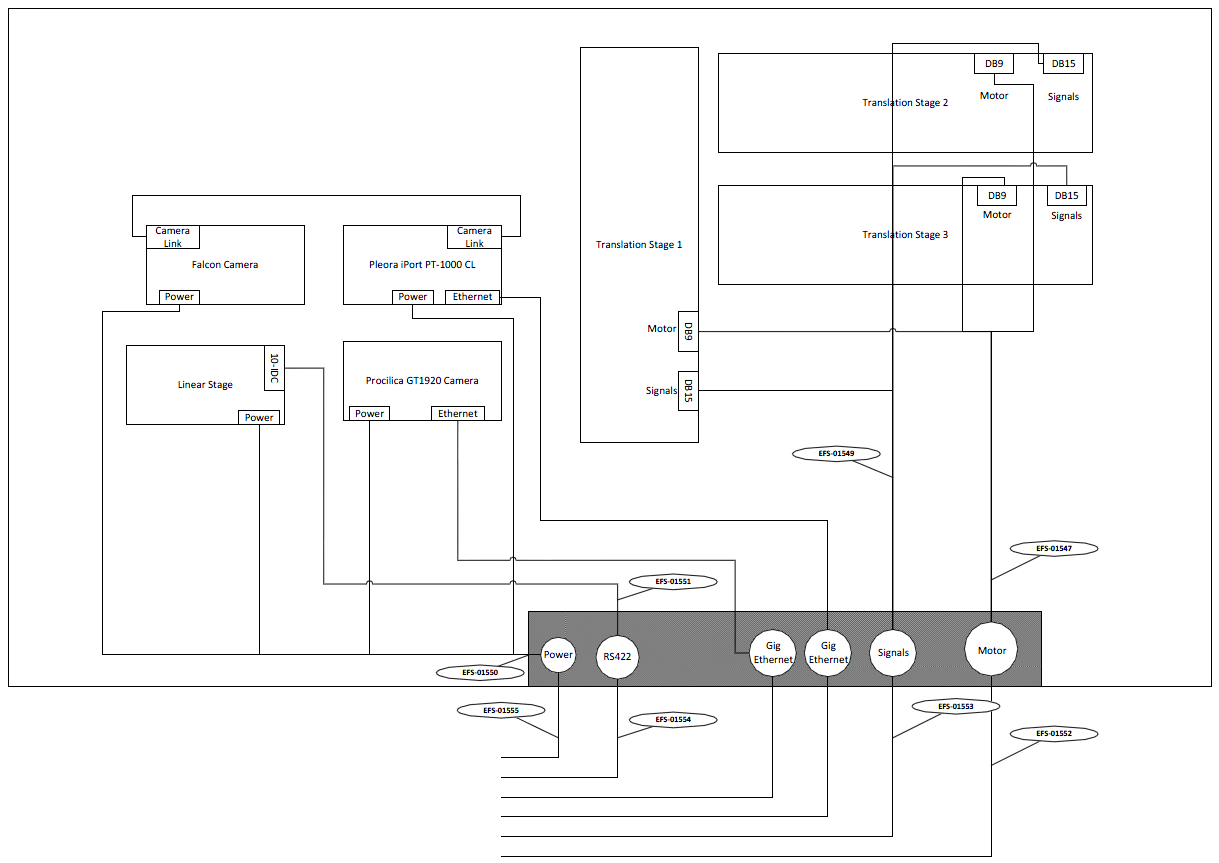 DB9
DB15
Motor
Signals
Translation Stage 2
DB9
DB15
Motor
Signals
Translation Stage 3
Translation Stage 1
Motor
DB9
Signals
DB15
Camera
Link
Falcon Camera
Power
Camera
Link
Pleora iPort PT-1000 CL
Power
Ethernet
10-IDC
Linear Stage
Power
Procilica GT1920 Camera
Power
Ethernet
EFS-01549
EFS-01547
EFS-01551
Power
RS422
Gig
Ethernet
Gig
Ethernet
Signals
Motor
EFS-01550
EFS-01555
EFS-01554
EFS-01553
EFS-01552